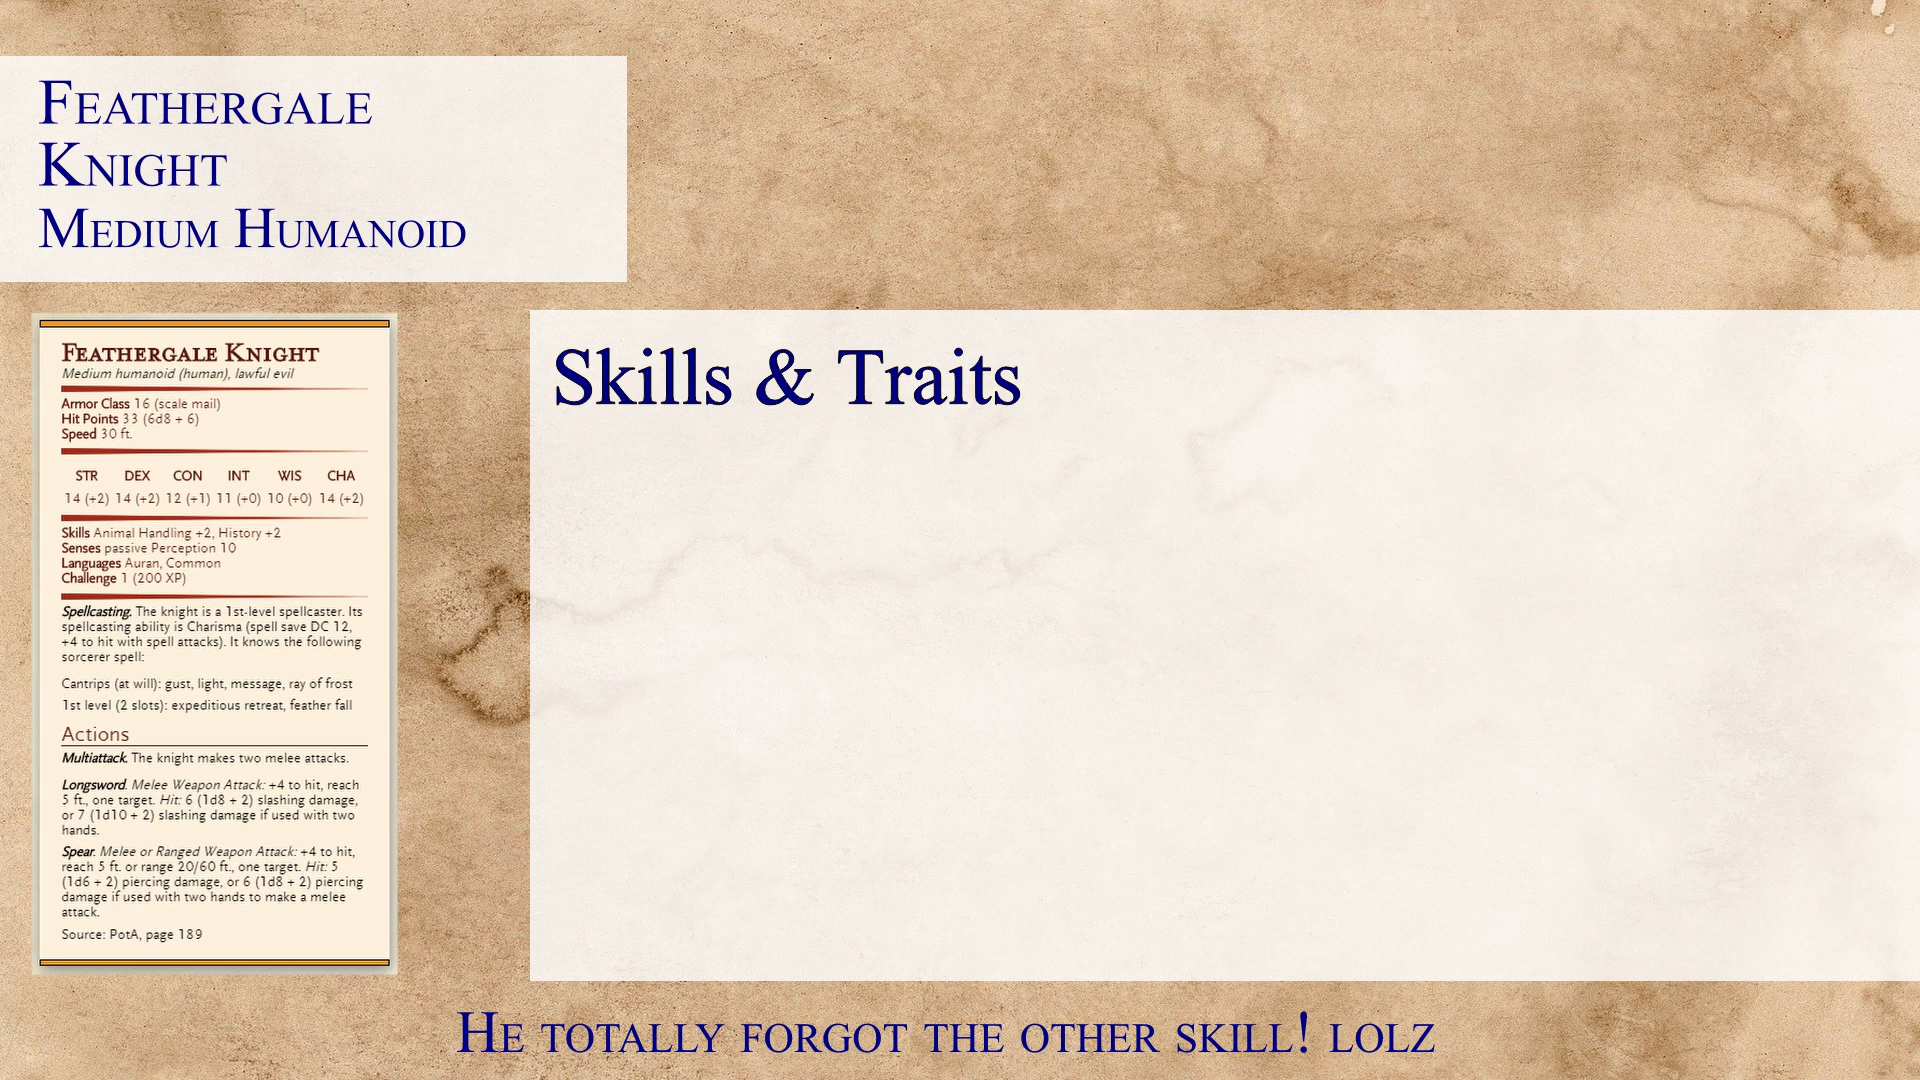 FEATHERGALE
KNIGHT
MEDIUM HUMANOID
FEATHERGALE KNIGHT
Medium humanoid (human), lawful evil
Armor Class 16 (scale mail)
Hit Points 33 (6d8 + 6)
Speed 30 ft.
STR DEX CON INT WIS CHA
14 (+2) 14 (+2) 12 (+1) 11 (+0) 10 (+0) 14 (+2)
Skills Animal Handling +2, History +2
Senses passive Perception 10
Languages Auran, Common
Challenge 1 (200 XP)
Spellcasting. The knight is a 1st-level spellcaster. Its
spellcasting ability is Charisma (spell save DC 12,
+4 to hit with spell attacks). It knows the following
sorcerer spell:
Cantrips (at will): gust, light, message, ray of frost
1st level (2 slots): expeditious retreat, feather fall
Actions
Multiattack. The knight makes two melee attacks.
Longsword. Melee Weapon Attack: +4 to hit, reach
5 ft., one target. Hit: 6 (1d8 + 2) slashing damage,
or 7 (1d10 + 2) slashing damage if used with two
hands.
Spear. Melee or Ranged Weapon Attack: +4 to hit,
reach 5 ft. or range 20/60 ft., one target. Hit: 5
(1d6 + 2) piercing damage, or 6 (1d8 + 2) piercing
damage if used with two hands to make a melee
attack.
Source: PotA, page 189
Skills & Traits
HE TOTALLY FORGOT THE OTHER SKILL! LOLZ